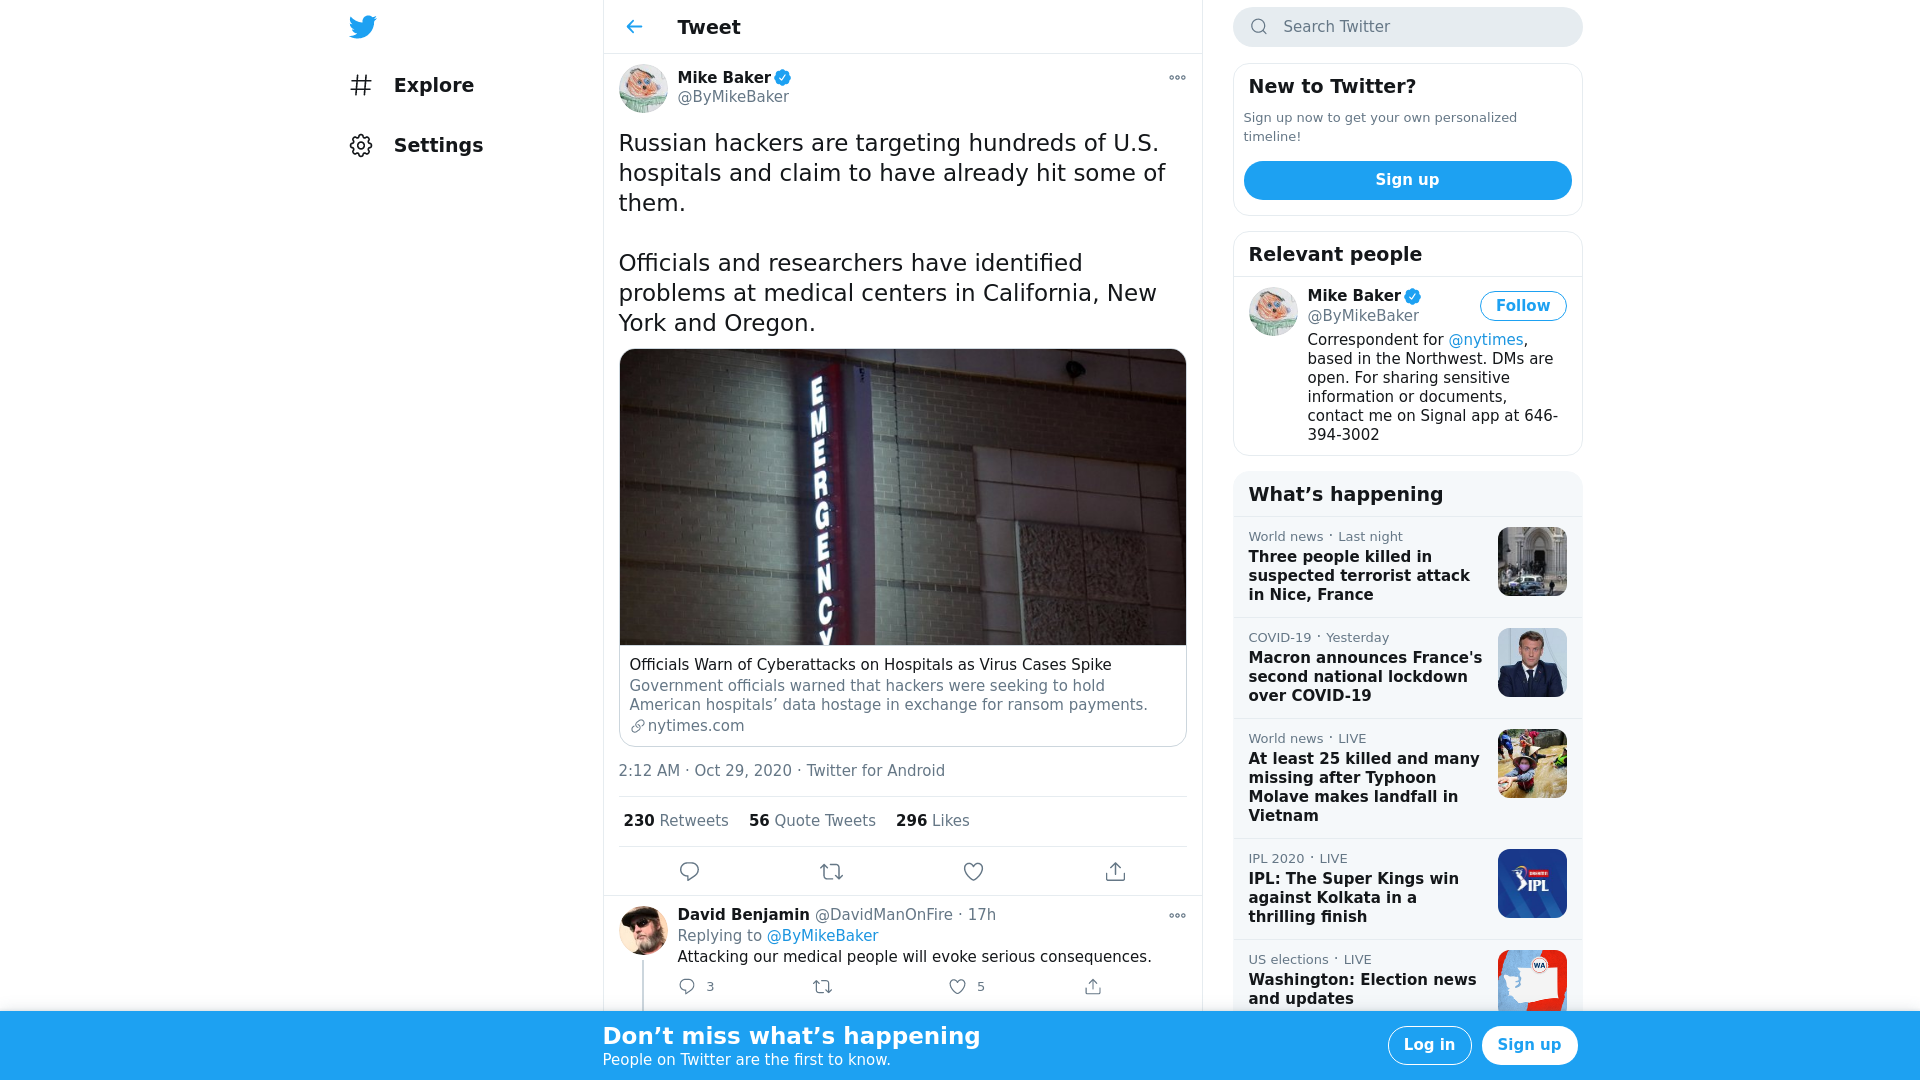 Explore
Settings
Tweet
Mike Baker
@ByMikeBaker
Russian hackers are targeting hundreds of U.S.
hospitals and claim to have already hit some of
them.
Officials and researchers have identified
problems at medical centers in California, New
York and Oregon.
EMERGENCY
Officials Warn of Cyberattacks on Hospitals as Virus Cases Spike
Government officials warned that hackers were seeking to hold
American hospitals’ data hostage in exchange for ransom payments.
nytimes.com
2:12 AM · Oct 29, 2020 · Twitter for Android
230 Retweets 56 Quote Tweets 296 Likes
David Benjamin @DavidManOnFire · 17h
Replying to @ByMikeBaker
Attacking our medical people will evoke serious consequences.
3 5
Search Twitter
New to Twitter?
Sign up now to get your own personalized
timeline!
Sign up
Relevant people
Mike Baker
@ByMikeBaker
Follow
Correspondent for @nytimes,
based in the Northwest. DMs are
open. For sharing sensitive
information or documents,
contact me on Signal app at 646-
394-3002
What’s happening
World news · Last night
Three people killed in
suspected terrorist attack
in Nice, France
COVID-19 · Yesterday
Macron announces France's
second national lockdown
over COVID-19
World news · LIVE
At least 25 killed and many
missing after Typhoon
Molave makes landfall in
Vietnam
IPL 2020 · LIVE
IPL: The Super Kings win
against Kolkata in a
thrilling finish
IPL
US elections · LIVE
Washington: Election news
and updates
WA
Don’t miss what’s happening
People on Twitter are the first to know.
Log in
Sign up